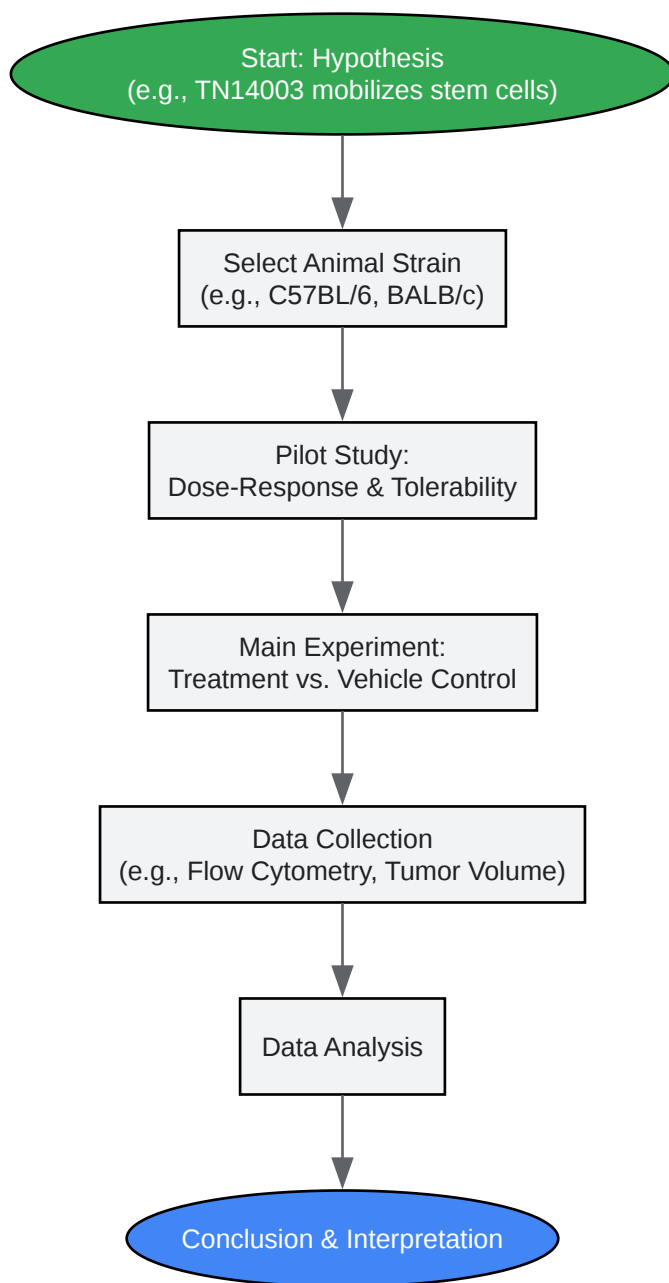 Start: Hypothesis
(e.g., TN14003 mobilizes stem cells)
Select Animal Strain
(e.g., C57BL/6, BALB/c)
Pilot Study:
Dose-Response & Tolerability
Main Experiment:
Treatment vs. Vehicle Control
Data Collection
(e.g., Flow Cytometry, Tumor Volume)
Data Analysis
Conclusion & Interpretation